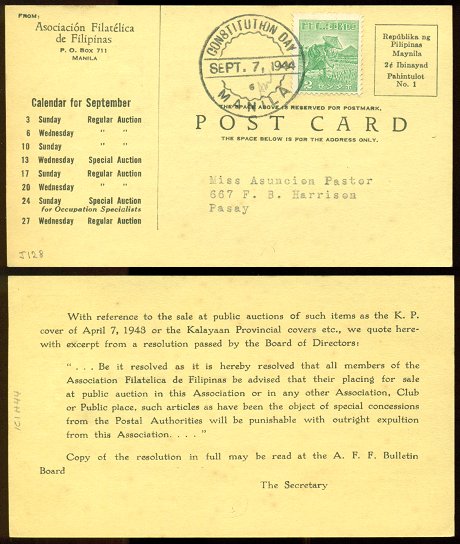 FROM:
Asociación Filatélica
de Filipinas
P. O. Box 711
MANILA
Calendar for September
3 Sunday Regular Auction
6 Wednesday " "
10 Sunday " "
13 Wednesday Special Auction
17 Sunday Regular Auction
20 Wednesday " "
24 Sunday Special Auction
for Occupation Specialists
27 Wednesday Regular Auction
J128
CONSTITUTION DAY
SEPT. 7, 1944
6
MANILA
2
Repúblika ng
Pilipinas
Maynila
2¢ Ibinayad
Pahintulot
No. 1
THE SPACE ABOVE IS RESERVED FOR POSTMARK.
POST CARD
THE SPACE BELOW IS FOR THE ADDRESS ONLY.
Miss Asuncion Pastor
667 F. B. Harrison
Pasay
With reference to the sale at public auctions of such items as the K. P.
cover of April 7, 1943 or the Kalayaan Provincial covers etc., we quote here-
with excerpt from a resolution passed by the Board of Directors:
". . . Be it resolved as it is hereby resolved that all members of the
Association Filatelica de Filipinas be advised that their placing for sale
at public auction in this Association or in any other Association, Club
or Public place, such articles as have been the object of special concessions
from the Postal Authorities will be punishable with outright expultion
from this Association. . . ."
Copy of the resolution in full may be read at the A. F. F. Bulletin
Board
The Secretary